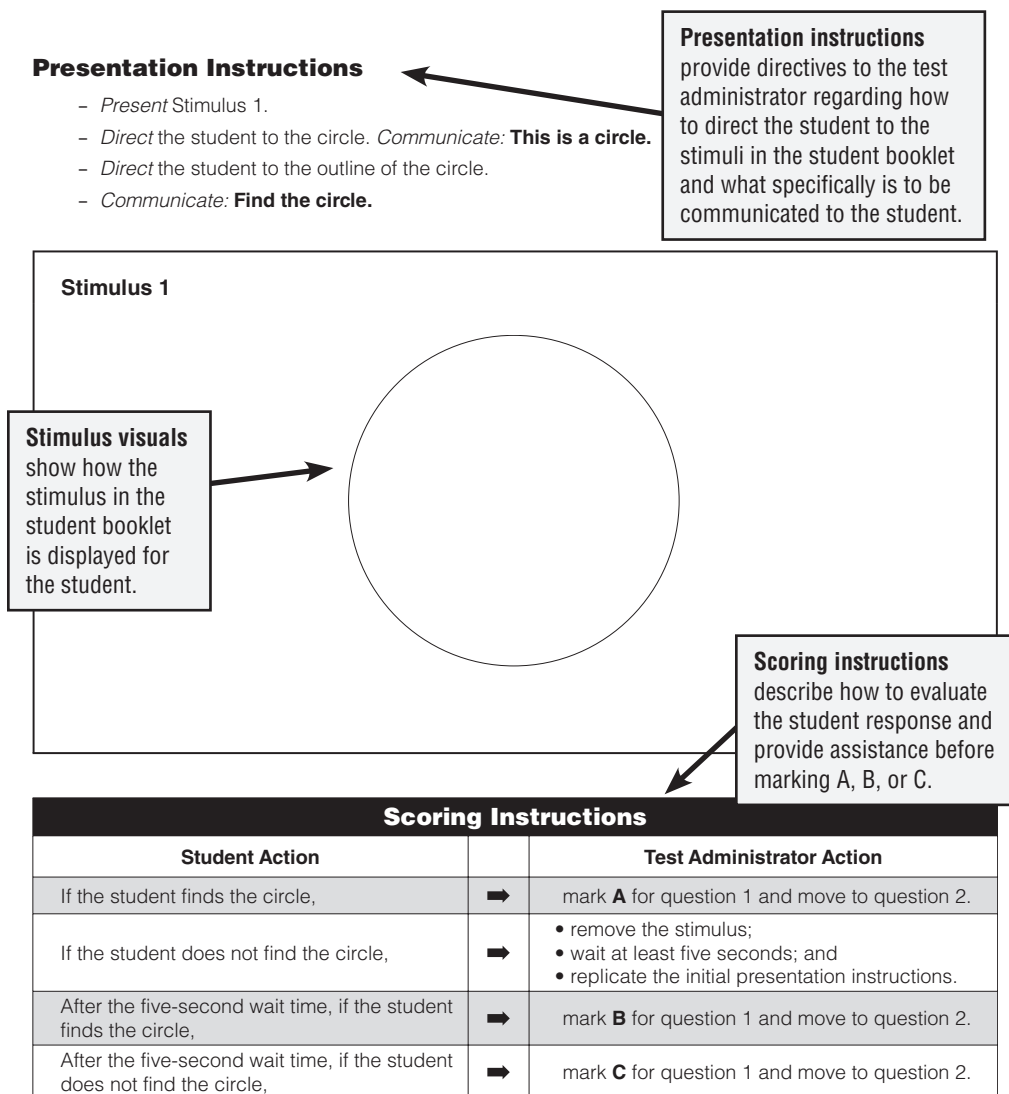 Presentation Instructions
– Present Stimulus 1.
– Direct the student to the circle. Communicate: This is a circle.
– Direct the student to the outline of the circle.
– Communicate: Find the circle.
Presentation instructions
provide directives to the test
administrator regarding how
to direct the student to the
stimuli in the student booklet
and what specifically is to be
communicated to the student.
Stimulus 1
Stimulus visuals
show how the
stimulus in the
student booklet
is displayed for
the student.
Scoring instructions
describe how to evaluate
the student response and
provide assistance before
marking A, B, or C.
Scoring Instructions
Student Action
Test Administrator Action
If the student finds the circle,
mark A for question 1 and move to question 2.
If the student does not find the circle,
• remove the stimulus;
• wait at least five seconds; and
• replicate the initial presentation instructions.
After the five-second wait time, if the student
finds the circle,
mark B for question 1 and move to question 2.
After the five-second wait time, if the student
does not find the circle,
mark C for question 1 and move to question 2.